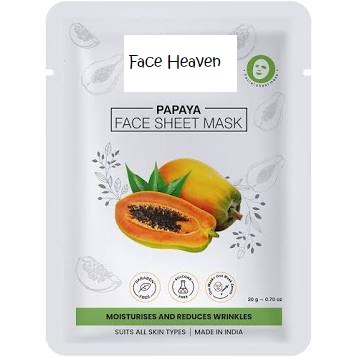 Face Heaven
PAPAYA
FACE SHEET MASK
20 g – 0.70 oz
MOISTURISES AND REDUCES WRINKLES
SUITS ALL SKIN TYPES | MADE IN INDIA